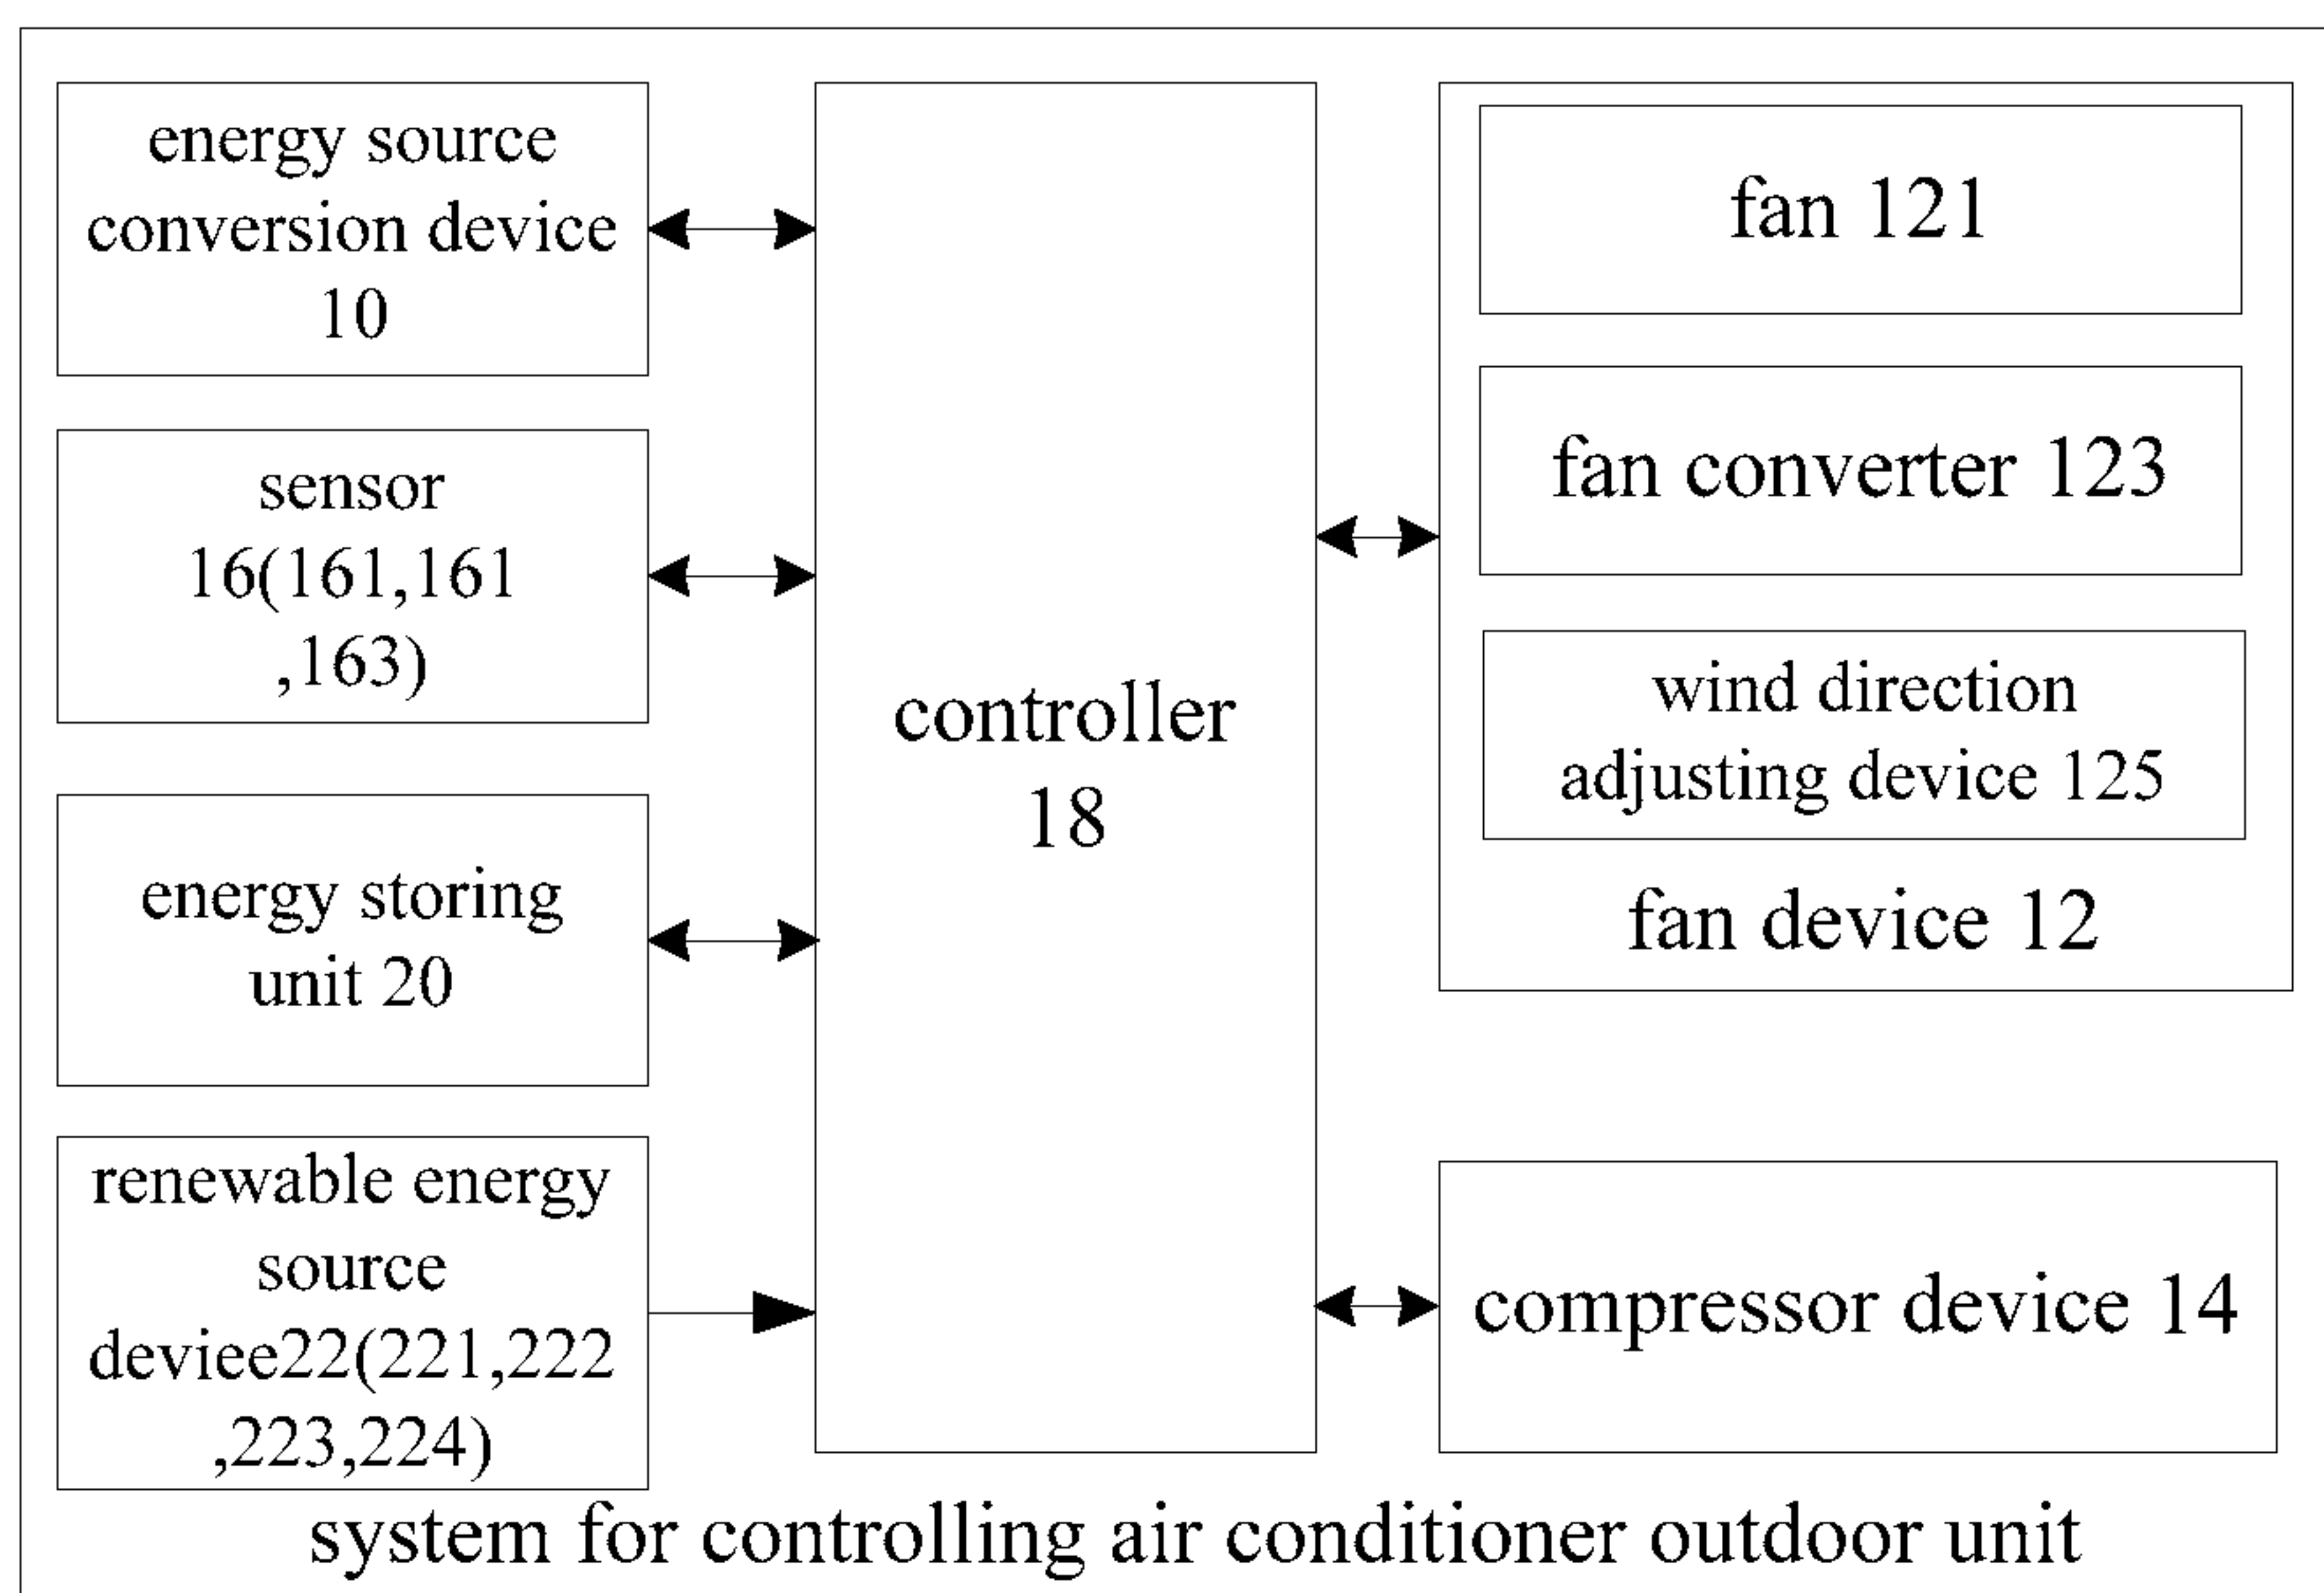 energy source
conversion device
10
sensor
16(161,161
,163)
energy storing
unit 20
renewable energy
source
deviee22(221,222
,223,224)
controller
18
fan 121
fan converter 123
wind direction
adjusting device 125
fan device 12
compressor device 14
system for controlling air conditioner outdoor unit